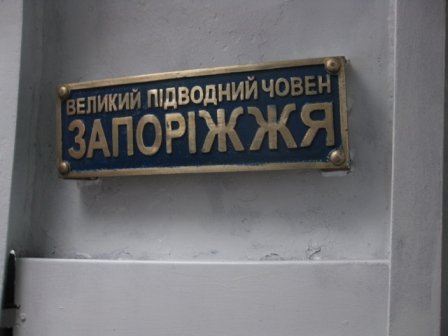 ВЕЛИКИЙ ПІДВОДНИЙ ЧОВЕН
ЗАПОРІЖЖЯ